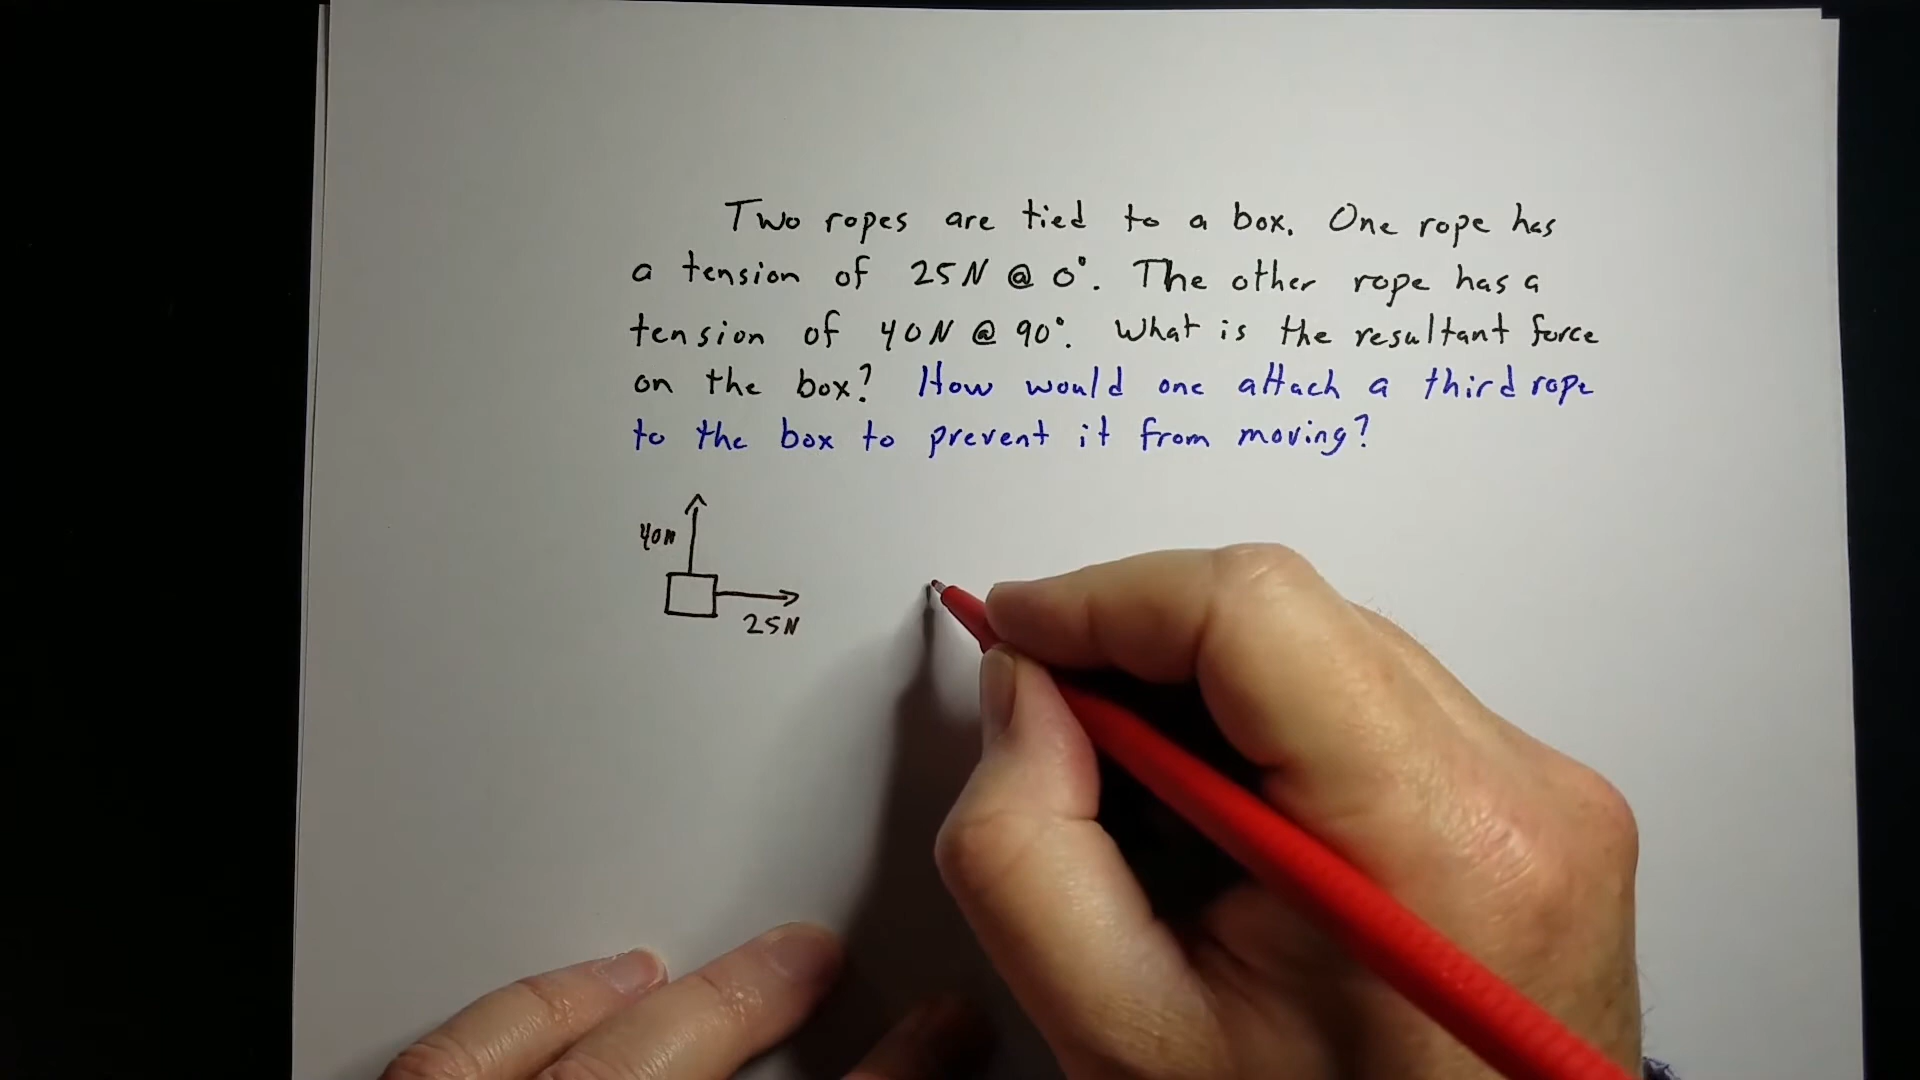 Two ropes are tied to a box. One rope has
a tension of 25N @ 0°. The other rope has a
tension of 40N @ 90°. What is the resultant force
on the box? How would one attach a third rope
to the box to prevent it from moving?
40N
25N